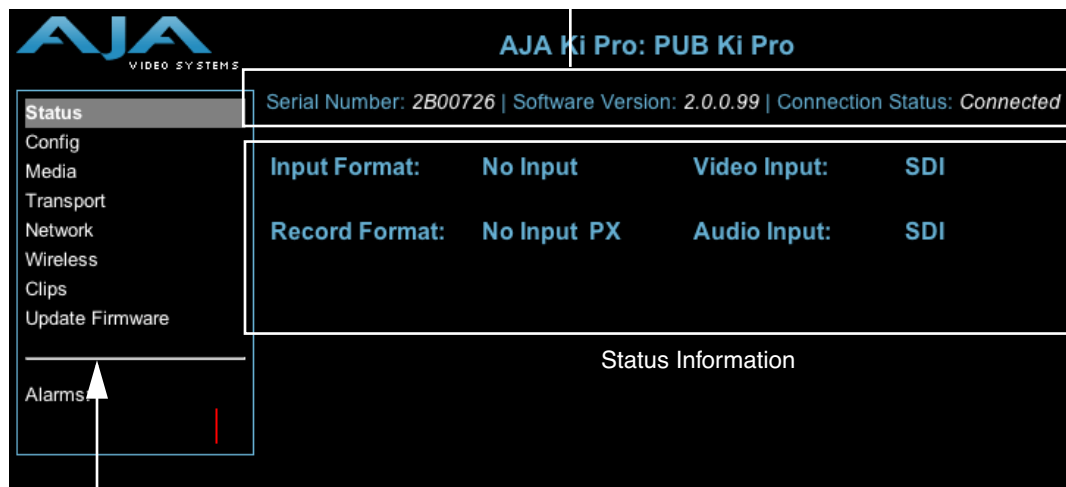 AJA
VIDEO SYSTEMS
AJA Ki Pro: PUB Ki Pro
Serial Number: 2B00726 | Software Version: 2.0.0.99 | Connection Status: Connected
Status
Config
Media
Transport
Network
Wireless
Clips
Update Firmware
Alarms:
Input Format: No Input Video Input: SDI
Record Format: No Input PX Audio Input: SDI
Status Information